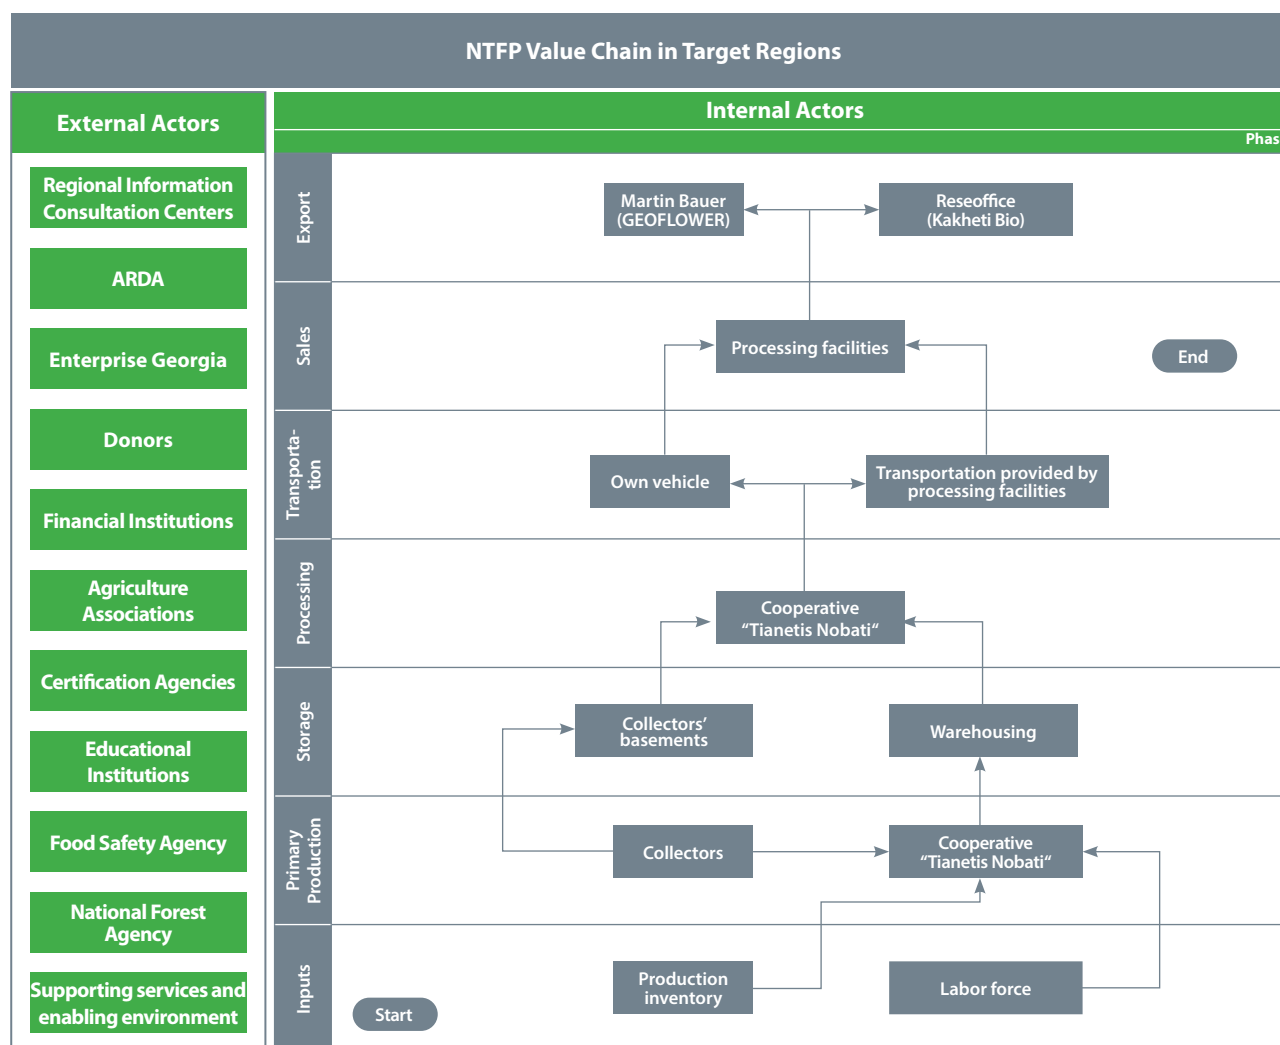 NTFP Value Chain in Target Regions
External Actors
Regional Information
Consultation Centers
ARDA
Enterprise Georgia
Donors
Financial Institutions
Agriculture
Associations
Certification Agencies
Educational
Institutions
Food Safety Agency
National Forest
Agency
Supporting services and
enabling environment
Internal Actors
Phas
Export
Martin Bauer
(GEOFLOWER)
Reseoffice
(Kakheti Bio)
Sales
Processing facilities
End
Transporta-
tion
Own vehicle
Transportation provided by
processing facilities
Processing
Cooperative
“Tianetis Nobati“
Storage
Collectors’
basements
Warehousing
Primary
Production
Collectors
Cooperative
“Tianetis Nobati“
Inputs
Production
inventory
Labor force
Start